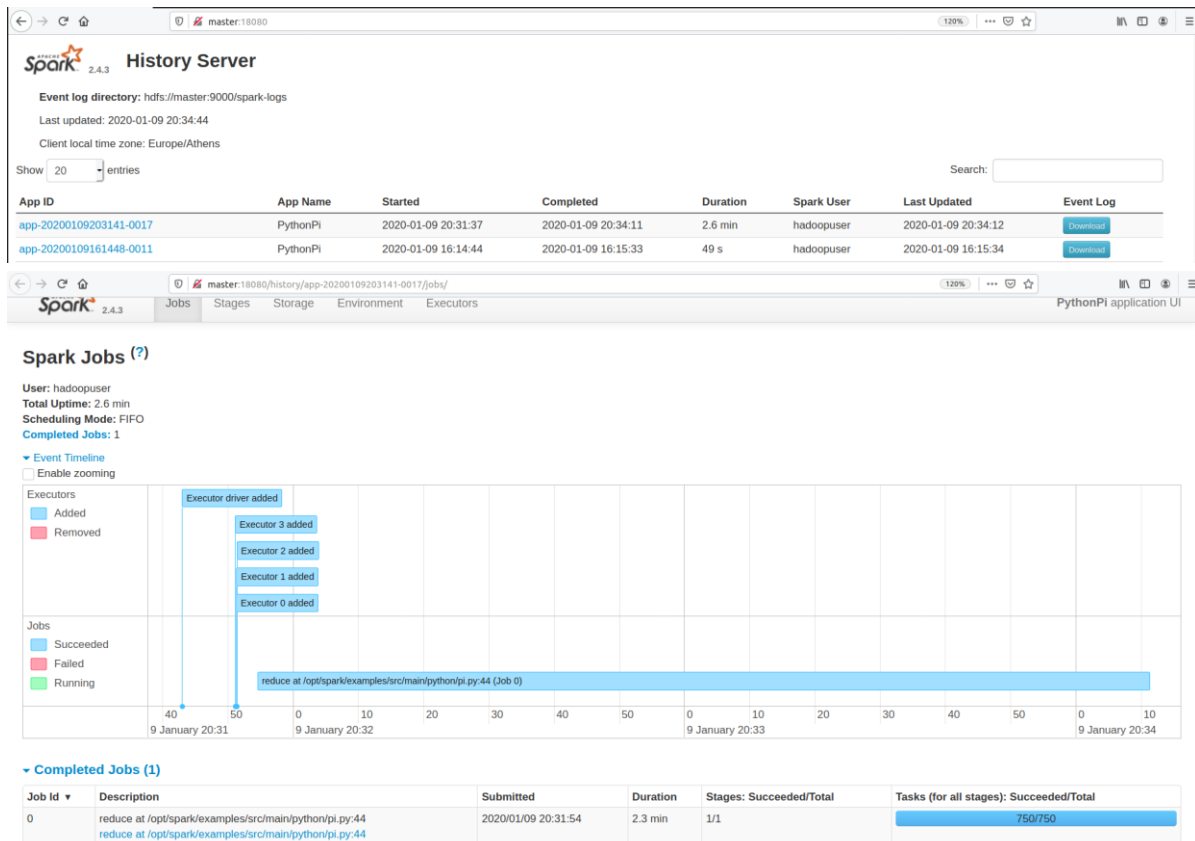 master:18080
120%
APACHE
Spark 2.4.3 History Server
Event log directory: hdfs://master:9000/spark-logs
Last updated: 2020-01-09 20:34:44
Client local time zone: Europe/Athens
Show 20 entries Search:
App ID App Name Started Completed Duration Spark User Last Updated Event Log
app-20200109203141-0017 PythonPi 2020-01-09 20:31:37 2020-01-09 20:34:11 2.6 min hadoopuser 2020-01-09 20:34:12 Download
app-20200109161448-0011 PythonPi 2020-01-09 16:14:44 2020-01-09 16:15:33 49 s hadoopuser 2020-01-09 16:15:34 Download
master:18080/history/app-20200109203141-0017/jobs/ 120%
Spark 2.4.3 Jobs Stages Storage Environment Executors PythonPi application UI
Spark Jobs (?)
User: hadoopuser
Total Uptime: 2.6 min
Scheduling Mode: FIFO
Completed Jobs: 1
Event Timeline
Enable zooming
Executors
Added
Removed
Executor driver added
Executor 3 added
Executor 2 added
Executor 1 added
Executor 0 added
Jobs
Succeeded
Failed
Running
reduce at /opt/spark/examples/src/main/python/pi.py:44 (Job 0)
40 50 0 10 20 30 40 50 0 10 20 30 40 50 0 10
9 January 20:31 9 January 20:32 9 January 20:33 9 January 20:34
Completed Jobs (1)
Job Id ▾ Description Submitted Duration Stages: Succeeded/Total Tasks (for all stages): Succeeded/Total
0 reduce at /opt/spark/examples/src/main/python/pi.py:44 2020/01/09 20:31:54 2.3 min 1/1 750/750
reduce at /opt/spark/examples/src/main/python/pi.py:44